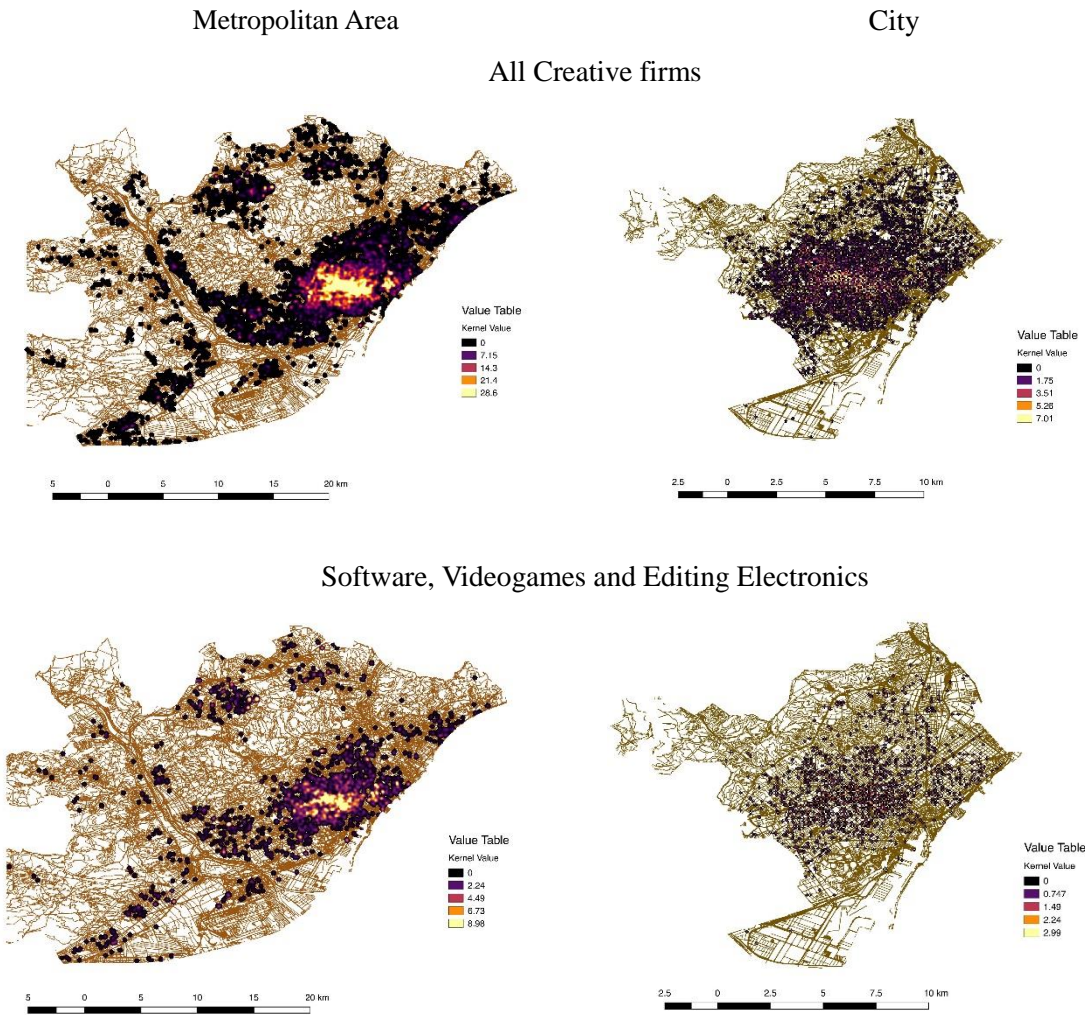 Metropolitan Area
City
All Creative firms
Value Table
Kernel Value
0
7.15
14.3
21.4
28.6
5 0 5 10 15 20 km
Value Table
Kernel Value
0
1.75
3.51
5.26
7.01
2.5 0 2.5 5 7.5 10 km
Software, Videogames and Editing Electronics
Value Table
Kernel Value
0
2.24
4.49
6.73
8.98
5 0 5 10 15 20 km
Value Table
Kernel Value
0
0.747
1.49
2.24
2.99
2.5 0 2.5 5 7.5 10 km